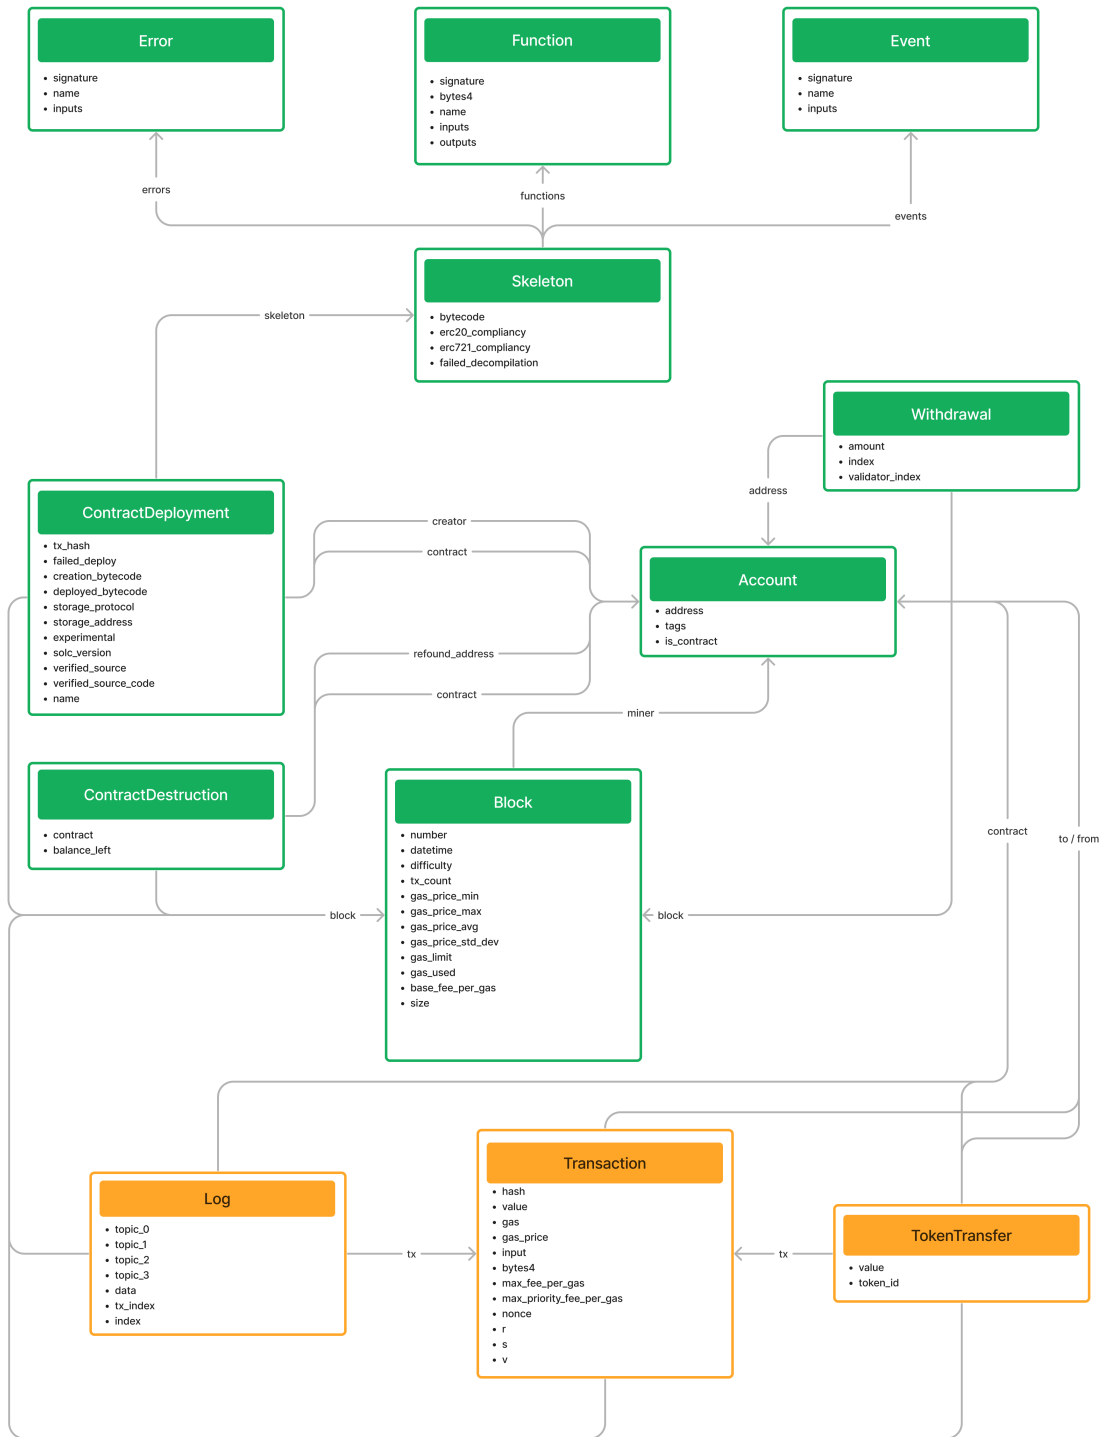 Error
• signature
• name
• inputs
Function
• signature
• bytes4
• name
• inputs
• outputs
Event
• signature
• name
• inputs
errors
functions
events
Skeleton
• bytecode
• erc20_compliancy
• erc721_compliancy
• failed_decompilation
skeleton
Withdrawal
• amount
• index
• validator_index
address
ContractDeployment
• tx_hash
• failed_deploy
• creation_bytecode
• deployed_bytecode
• storage_protocol
• storage_address
• experimental
• solc_version
• verified_source
• verified_source_code
• name
creator
contract
Account
• address
• tags
• is_contract
refound_address
contract
miner
ContractDestruction
• contract
• balance_left
Block
• number
• datetime
• difficulty
• tx_count
• gas_price_min
• gas_price_max
• gas_price_avg
• gas_price_std_dev
• gas_limit
• gas_used
• base_fee_per_gas
• size
contract
to / from
block
block
Log
• topic_0
• topic_1
• topic_2
• topic_3
• data
• tx_index
• index
tx
Transaction
• hash
• value
• gas
• gas_price
• input
• bytes4
• max_fee_per_gas
• max_priority_fee_per_gas
• nonce
• r
• s
• v
tx
TokenTransfer
• value
• token_id